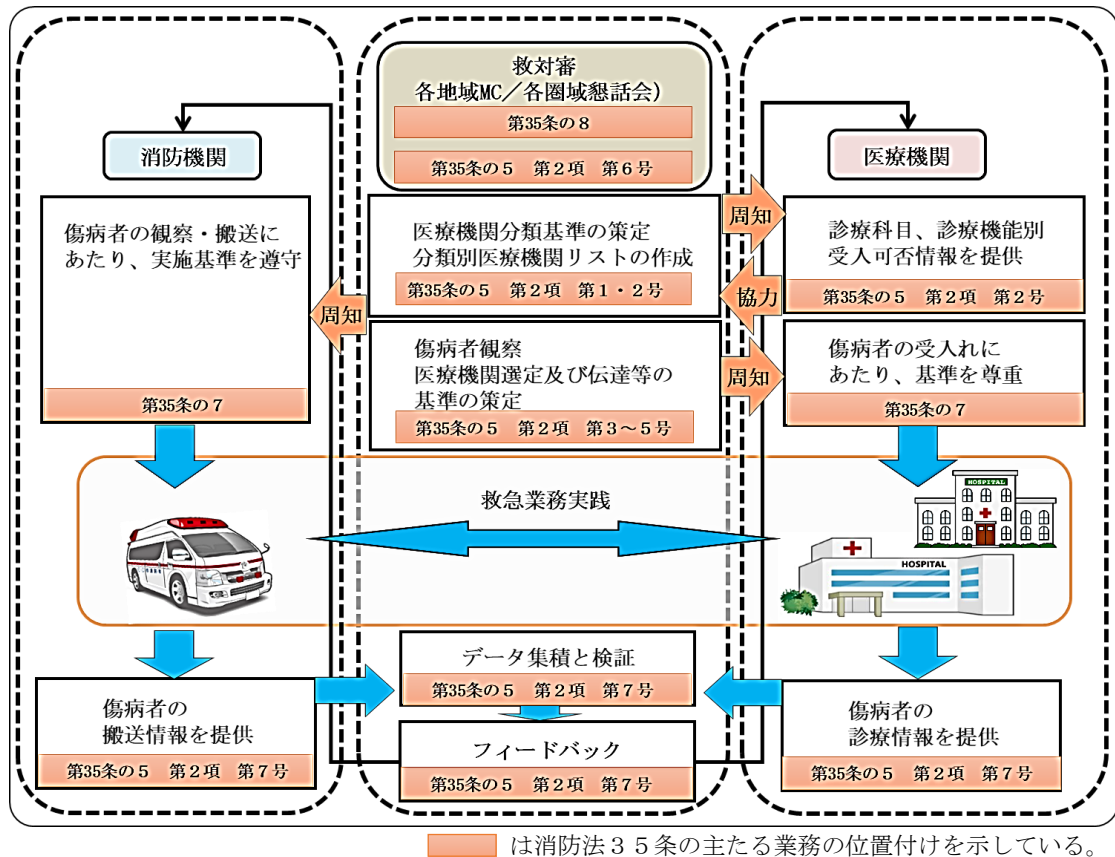 救対審
各地域MC／各圏域懇話会)
第35条の８
第35条の５　第２項　第６号
消防機関
医療機関
傷病者の観察・搬送に
あたり、実施基準を遵守
第35条の７
周知
医療機関分類基準の策定
分類別医療機関リストの作成
第35条の５　第２項　第１・２号
傷病者観察
医療機関選定及び伝達等の
基準の策定
第35条の５　第２項　第３～５号
周知
協力
周知
診療科目、診療機能別
受入可否情報を提供
第35条の５　第２項　第２号
傷病者の受入れに
あたり、基準を尊重
第35条の７
救急業務実践
HOSPITAL
HOSPITAL
傷病者の
搬送情報を提供
第35条の５　第２項　第７号
データ集積と検証
第35条の５　第２項　第７号
フィードバック
第35条の５　第２項　第７号
傷病者の
診療情報を提供
第35条の５　第２項　第７号
は消防法３５条の主たる業務の位置付けを示している。